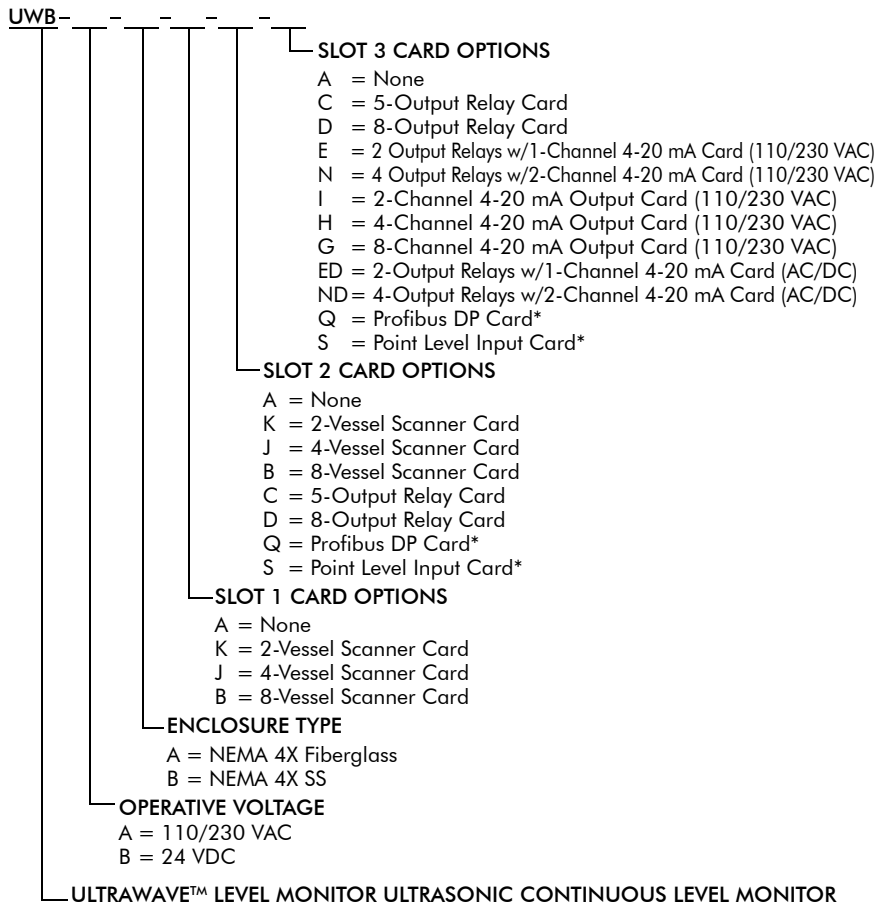 UWB- - - - -
SLOT 3 CARD OPTIONS
A = None
C = 5-Output Relay Card
D = 8-Output Relay Card
E = 2 Output Relays w/1-Channel 4-20 mA Card (110/230 VAC)
N = 4 Output Relays w/2-Channel 4-20 mA Card (110/230 VAC)
I = 2-Channel 4-20 mA Output Card (110/230 VAC)
H = 4-Channel 4-20 mA Output Card (110/230 VAC)
G = 8-Channel 4-20 mA Output Card (110/230 VAC)
ED = 2-Output Relays w/1-Channel 4-20 mA Card (AC/DC)
ND = 4-Output Relays w/2-Channel 4-20 mA Card (AC/DC)
Q = Profibus DP Card*
S = Point Level Input Card*
SLOT 2 CARD OPTIONS
A = None
K = 2-Vessel Scanner Card
J = 4-Vessel Scanner Card
B = 8-Vessel Scanner Card
C = 5-Output Relay Card
D = 8-Output Relay Card
Q = Profibus DP Card*
S = Point Level Input Card*
SLOT 1 CARD OPTIONS
A = None
K = 2-Vessel Scanner Card
J = 4-Vessel Scanner Card
B = 8-Vessel Scanner Card
ENCLOSURE TYPE
A = NEMA 4X Fiberglass
B = NEMA 4X SS
OPERATIVE VOLTAGE
A = 110/230 VAC
B = 24 VDC
ULTRAWAVE™ LEVEL MONITOR ULTRASONIC CONTINUOUS LEVEL MONITOR